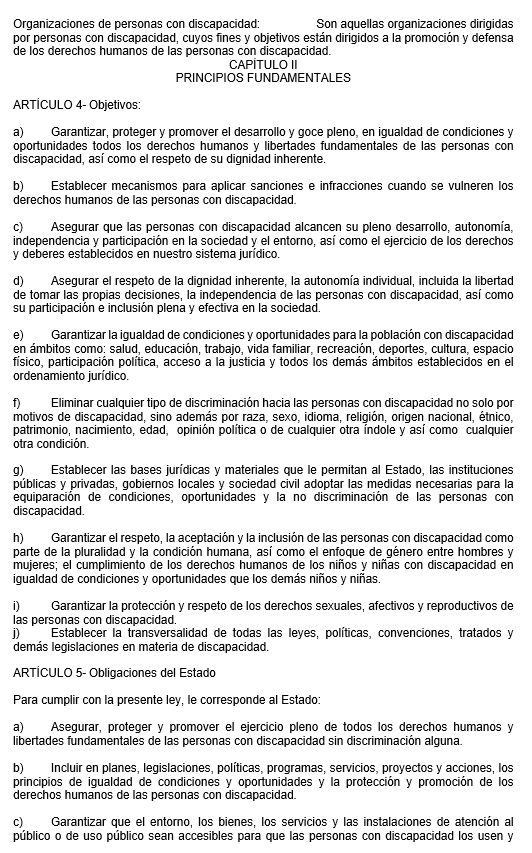 Organizaciones de personas con discapacidad: Son aquellas organizaciones dirigidas
por personas con discapacidad, cuyos fines y objetivos están dirigidos a la promoción y defensa
de los derechos humanos de las personas con discapacidad.
CAPÍTULO II
PRINCIPIOS FUNDAMENTALES
ARTÍCULO 4- Objetivos:
a) Garantizar, proteger y promover el desarrollo y goce pleno, en igualdad de condiciones y
oportunidades todos los derechos humanos y libertades fundamentales de las personas con
discapacidad, así como el respeto de su dignidad inherente.
b) Establecer mecanismos para aplicar sanciones e infracciones cuando se vulneren los
derechos humanos de las personas con discapacidad.
c) Asegurar que las personas con discapacidad alcancen su pleno desarrollo, autonomía,
independencia y participación en la sociedad y el entorno, así como el ejercicio de los derechos
y deberes establecidos en nuestro sistema jurídico.
d) Asegurar el respeto de la dignidad inherente, la autonomía individual, incluida la libertad
de tomar las propias decisiones, la independencia de las personas con discapacidad, así como
su participación e inclusión plena y efectiva en la sociedad.
e) Garantizar la igualdad de condiciones y oportunidades para la población con discapacidad
en ámbitos como: salud, educación, trabajo, vida familiar, recreación, deportes, cultura, espacio
físico, participación política, acceso a la justicia y todos los demás ámbitos establecidos en el
ordenamiento jurídico.
f) Eliminar cualquier tipo de discriminación hacia las personas con discapacidad no solo por
motivos de discapacidad, sino además por raza, sexo, idioma, religión, origen nacional, étnico,
patrimonio, nacimiento, edad, opinión política o de cualquier otra índole y así como cualquier
otra condición.
g) Establecer las bases jurídicas y materiales que le permitan al Estado, las instituciones
públicas y privadas, gobiernos locales y sociedad civil adoptar las medidas necesarias para la
equiparación de condiciones, oportunidades y la no discriminación de las personas con
discapacidad.
h) Garantizar el respeto, la aceptación y la inclusión de las personas con discapacidad como
parte de la pluralidad y la condición humana, así como el enfoque de género entre hombres y
mujeres; el cumplimiento de los derechos humanos de los niños y niñas con discapacidad en
igualdad de condiciones y oportunidades que los demás niños y niñas.
i) Garantizar la protección y respeto de los derechos sexuales, afectivos y reproductivos de
las personas con discapacidad.
j) Establecer la transversalidad de todas las leyes, políticas, convenciones, tratados y
demás legislaciones en materia de discapacidad.
ARTÍCULO 5- Obligaciones del Estado
Para cumplir con la presente ley, le corresponde al Estado:
a) Asegurar, proteger y promover el ejercicio pleno de todos los derechos humanos y
libertades fundamentales de las personas con discapacidad sin discriminación alguna.
b) Incluir en planes, legislaciones, políticas, programas, servicios, proyectos y acciones, los
principios de igualdad de condiciones y oportunidades y la protección y promoción de los
derechos humanos de las personas con discapacidad.
c) Garantizar que el entorno, los bienes, los servicios y las instalaciones de atención al
público o de uso público sean accesibles para que las personas con discapacidad los usen y